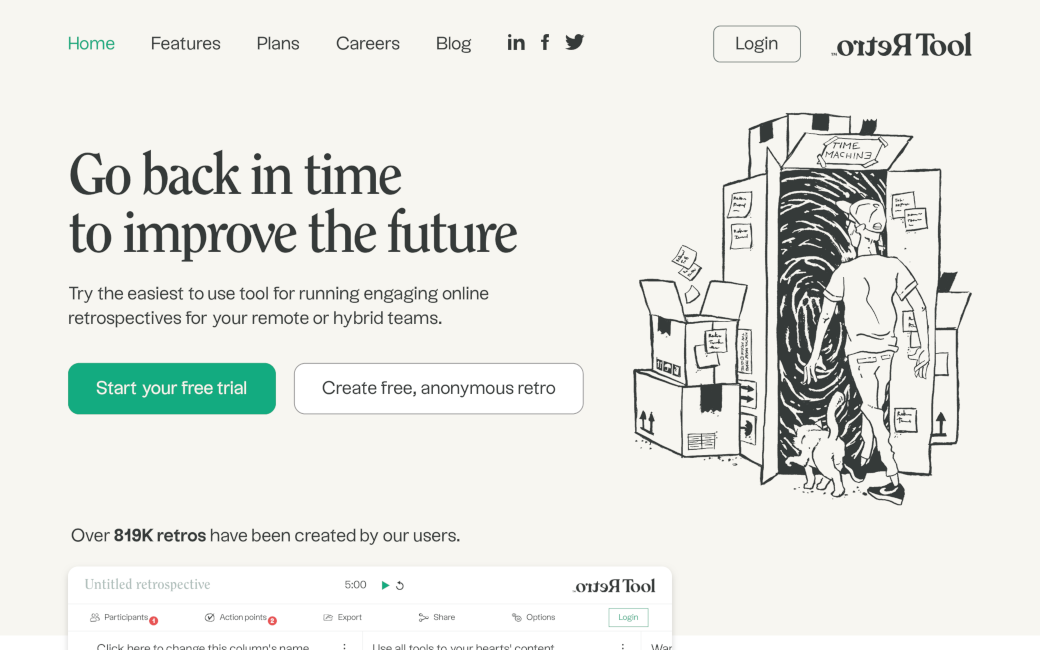 Home Features Plans Careers Blog in f Login Retro Tool
Go back in time
to improve the future
Try the easiest to use tool for running engaging online
retrospectives for your remote or hybrid teams.
Start your free trial Create free, anonymous retro
TIME
MACHINE
Over 819K retros have been created by our users.
Untitled retrospective 5:00 Retro Tool
Participants 1 Action points 2 Export Share Options Login
Click here to change this column's name Use all tools to your hearts' content War